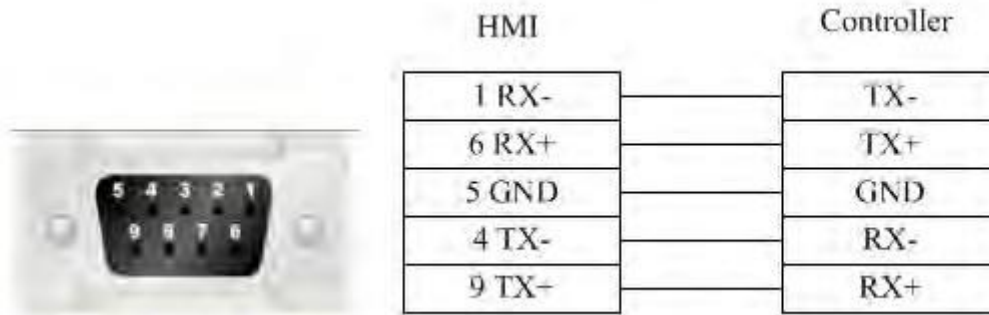 HMI Controller
1 RX- TX-
6 RX+ TX+
5 GND GND
4 TX- RX-
9 TX+ RX+
5 4 3 2 1
9 8 7 6